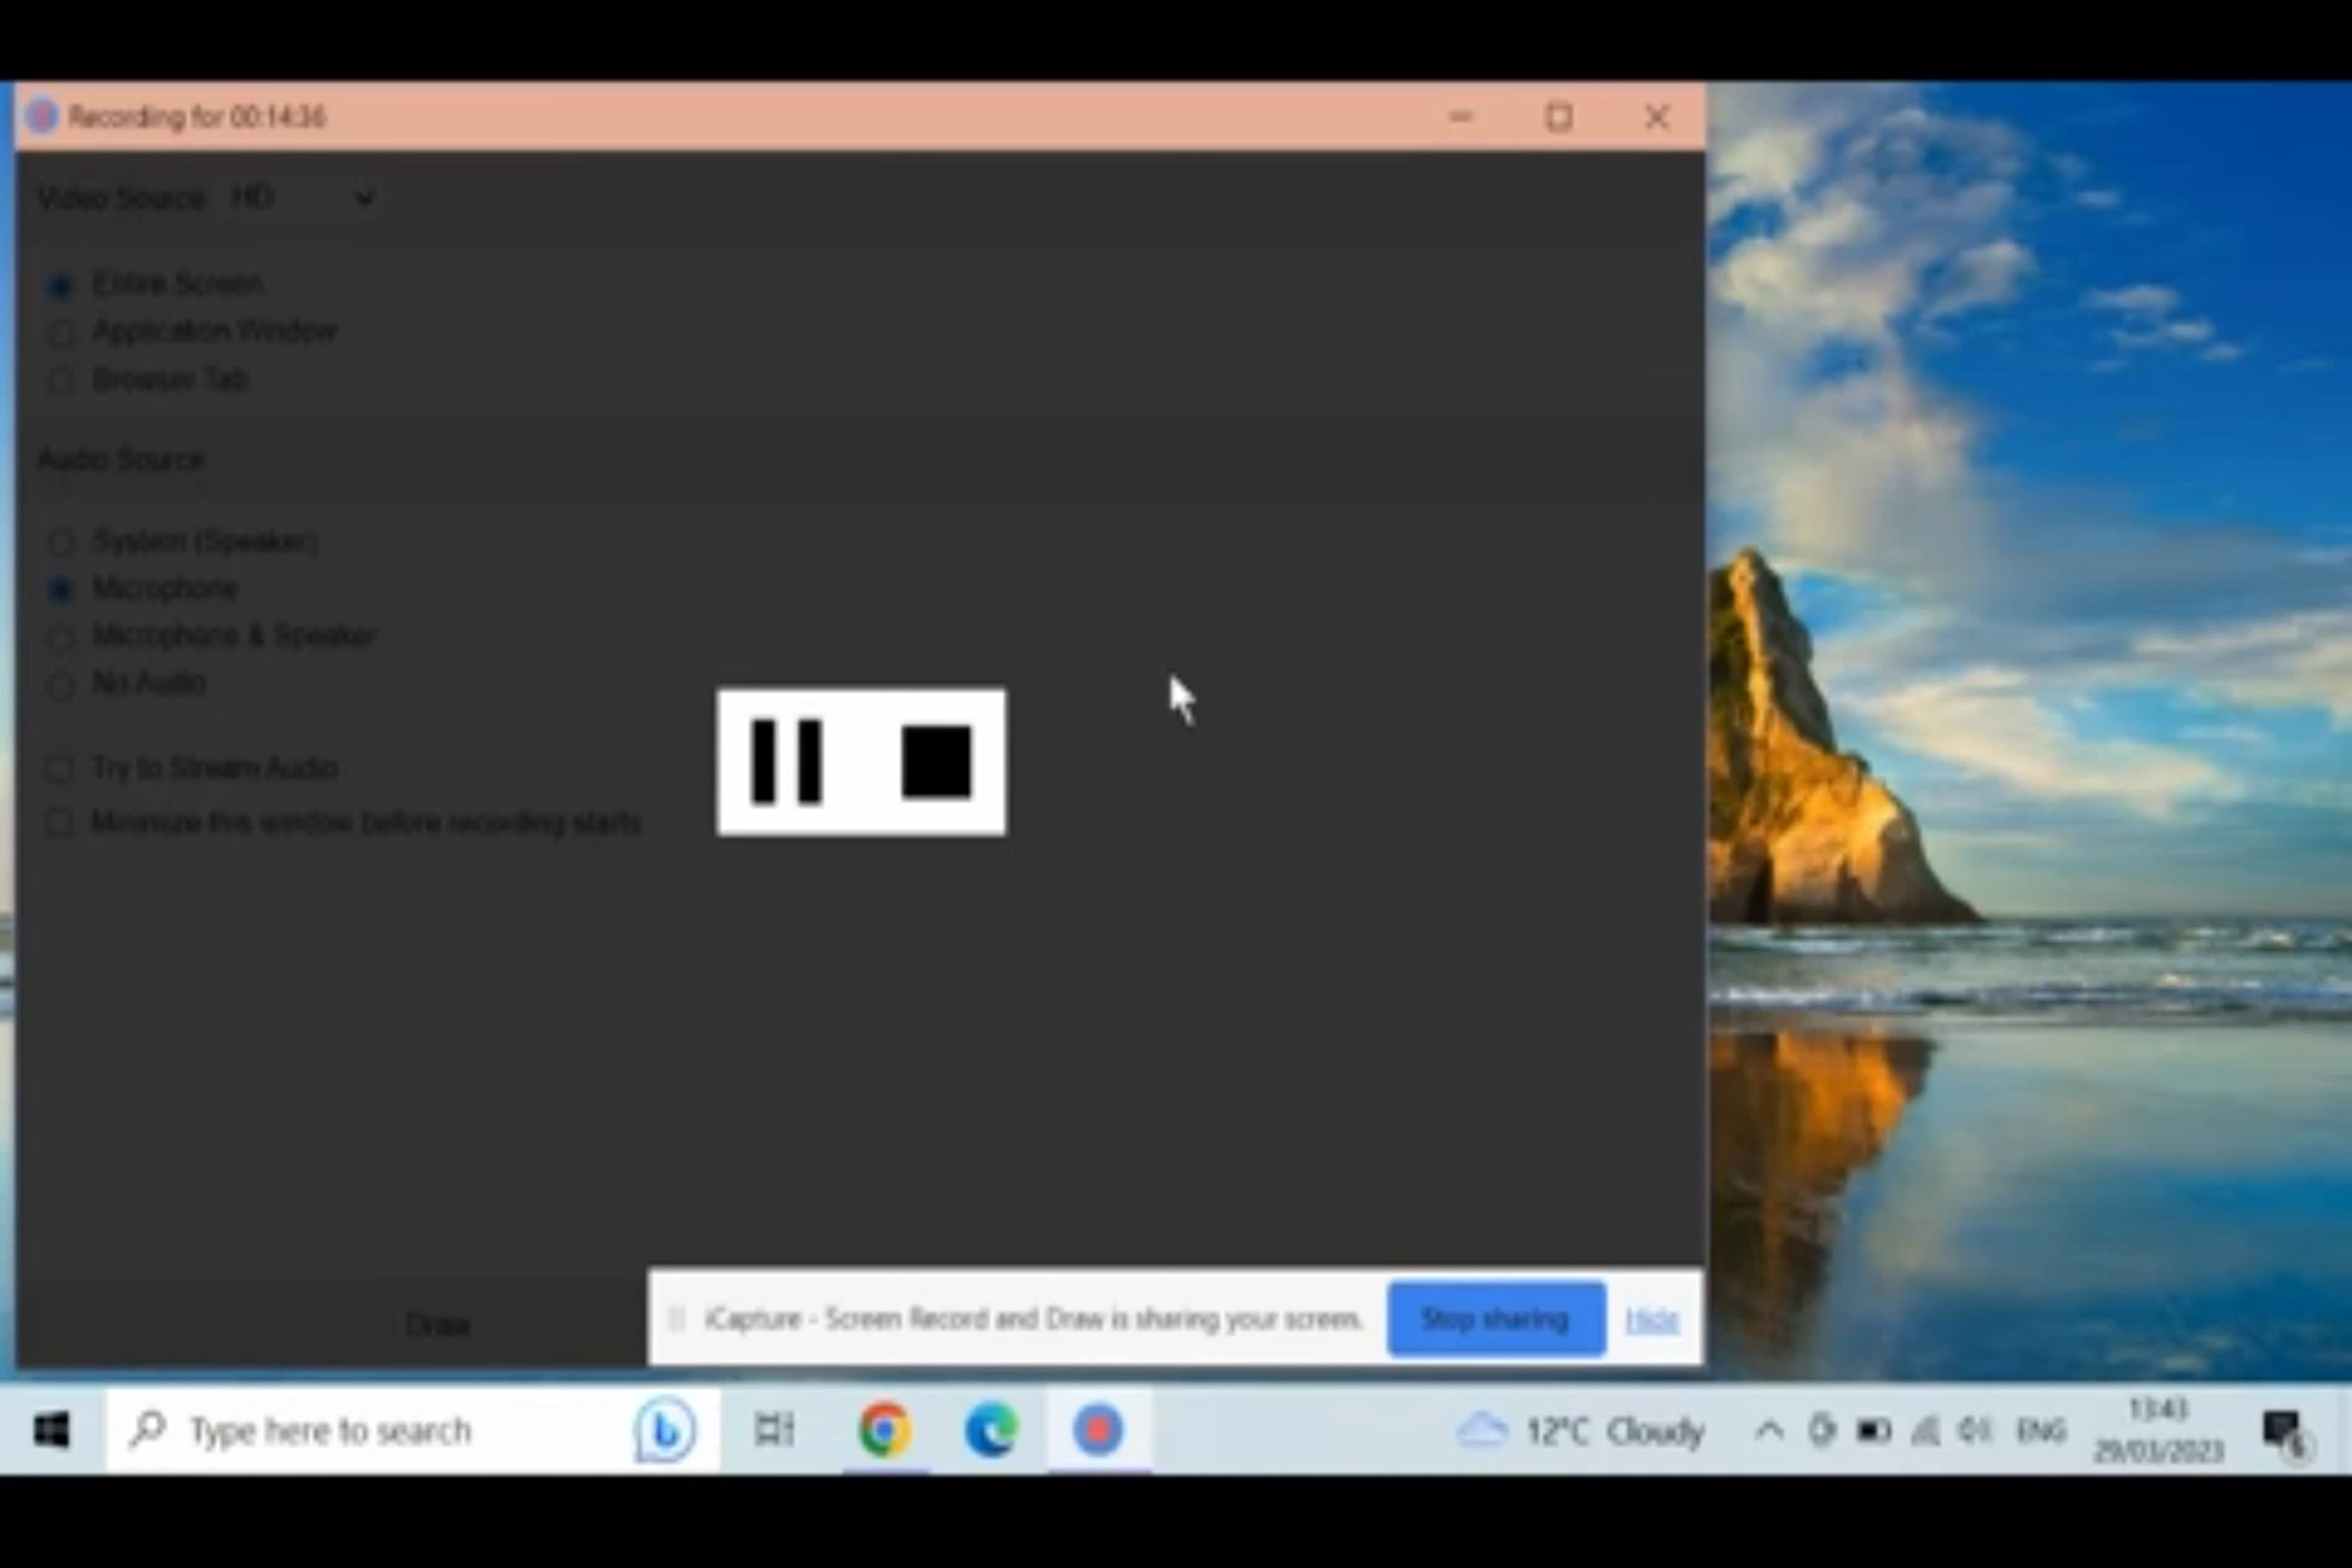 Recording for 00:14:36
Video Source HD
Entire Screen
Application Window
Browser Tab
Audio Source
System (Speaker)
Microphone
Microphone & Speaker
No Audio
Try to Stream Audio
Minimize this window before recording starts
Draw
iCapture - Screen Record and Draw is sharing your screen. Stop sharing Hide
Type here to search
12°C Cloudy
ENG
13:43
29/03/2023